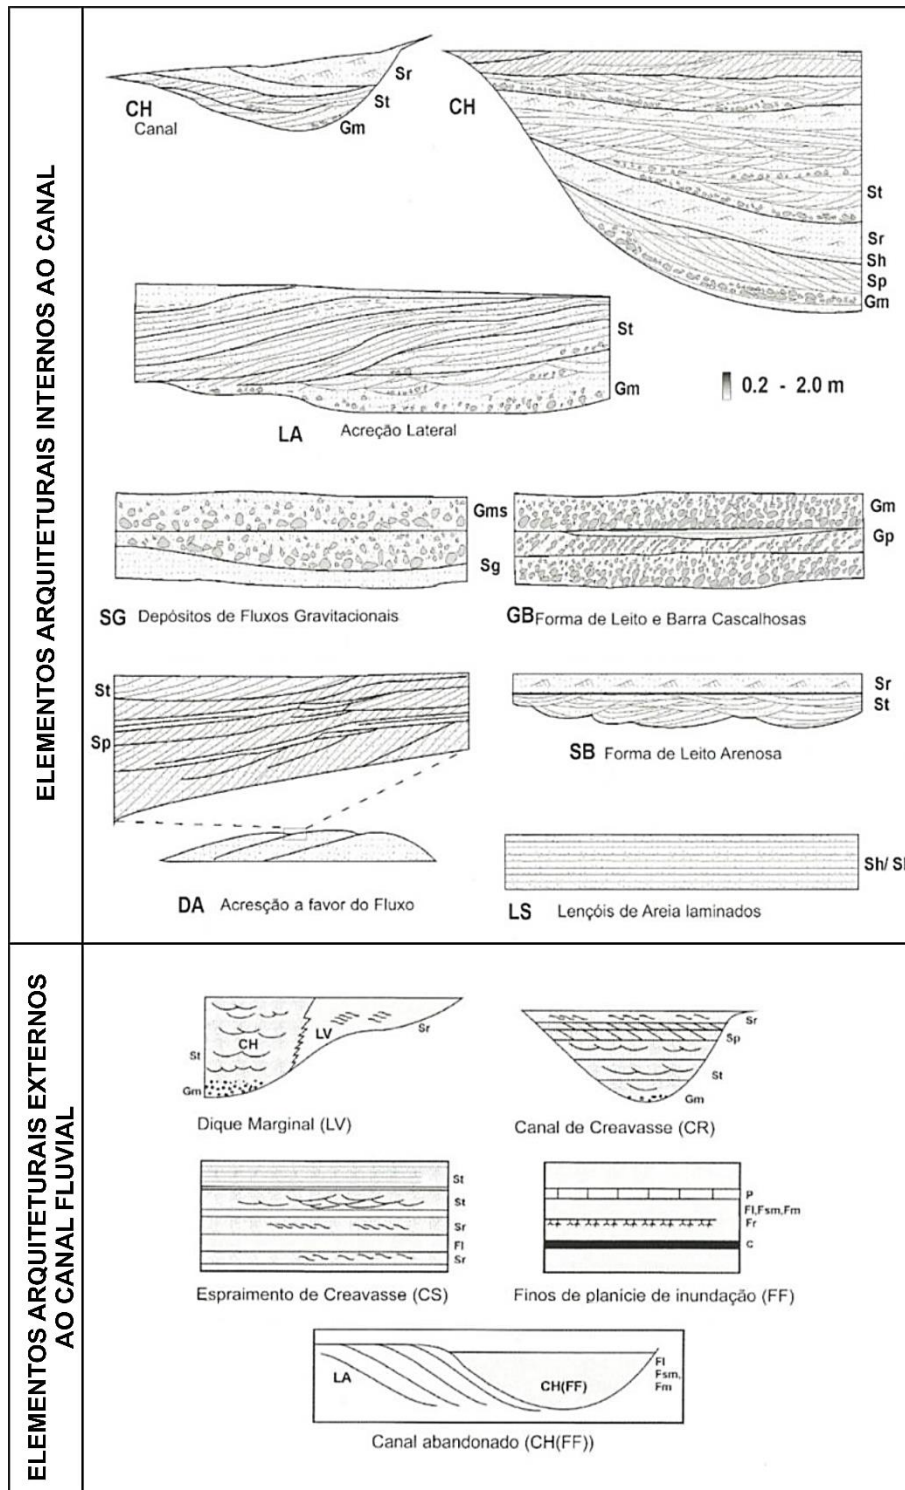 ELEMENTOS ARQUITETURAIS INTERNOS AO CANAL
Sr
CH
St
Canal
Gm
CH
St
Sr
Sh
Sp
Gm
St
Gm
LA Acreção Lateral
0.2 - 2.0 m
Gms
Sg
SG Depósitos de Fluxos Gravitacionais
Gm
Gp
GB Forma de Leito e Barra Cascalhosas
St
Sp
DA Acresção a favor do Fluxo
Sr
St
SB Forma de Leito Arenosa
Sh/
LS Lençóis de Areia laminados
ELEMENTOS ARQUITETURAIS EXTERNOS
AO CANAL FLUVIAL
CH
LV
Sr
St
Gm
Dique Marginal (LV)
Sr
Sp
St
Gm
Canal de Creavasse (CR)
St
St
Sr
Fl
Sr
Espraimento de Creavasse (CS)
P
Fl,Fsm,Fm
Fr
C
Finos de planicie de inundação (FF)
LA
CH(FF)
Fl
Fsm,
Fm
Canal abandonado (CH(FF))